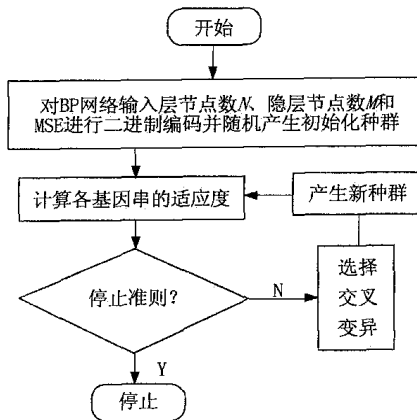 开始
对BP网络输入层节点数N、隐层节点数M和
MSE进行二进制编码并随机产生初始化种群
计算各基因串的适应度
产生新种群
停止准则?
N
选择
交叉
变异
Y
停止